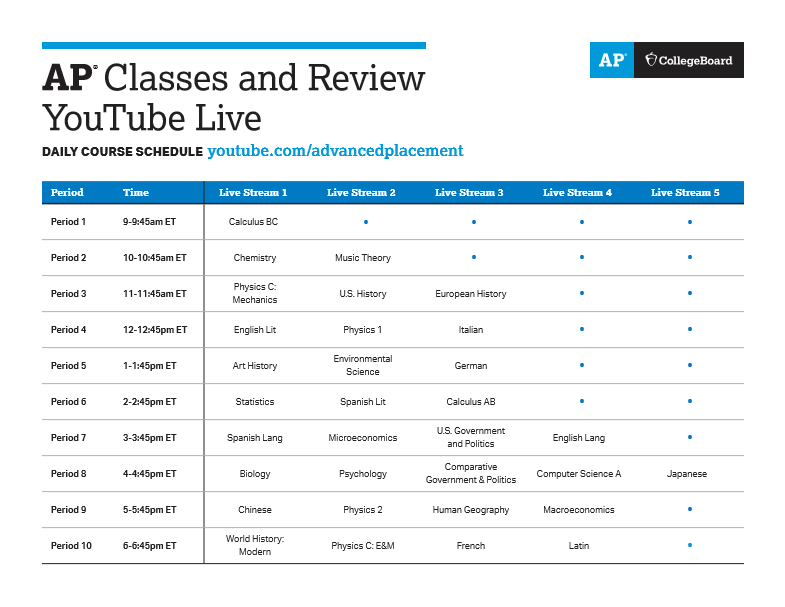 AP® Classes and Review
YouTube Live
DAILY COURSE SCHEDULE youtube.com/advancedplacement
AP® CollegeBoard
Period Time Live Stream 1 Live Stream 2 Live Stream 3 Live Stream 4 Live Stream 5
Period 1 9-9:45am ET Calculus BC • • • •
Period 2 10-10:45am ET Chemistry Music Theory • • •
Period 3 11-11:45am ET Physics C: Mechanics U.S. History European History • •
Period 4 12-12:45pm ET English Lit Physics 1 Italian • •
Period 5 1-1:45pm ET Art History Environmental Science German • •
Period 6 2-2:45pm ET Statistics Spanish Lit Calculus AB • •
Period 7 3-3:45pm ET Spanish Lang Microeconomics U.S. Government and Politics English Lang •
Period 8 4-4:45pm ET Biology Psychology Comparative Government & Politics Computer Science A Japanese
Period 9 5-5:45pm ET Chinese Physics 2 Human Geography Macroeconomics •
Period 10 6-6:45pm ET World History: Modern Physics C: E&M French Latin •